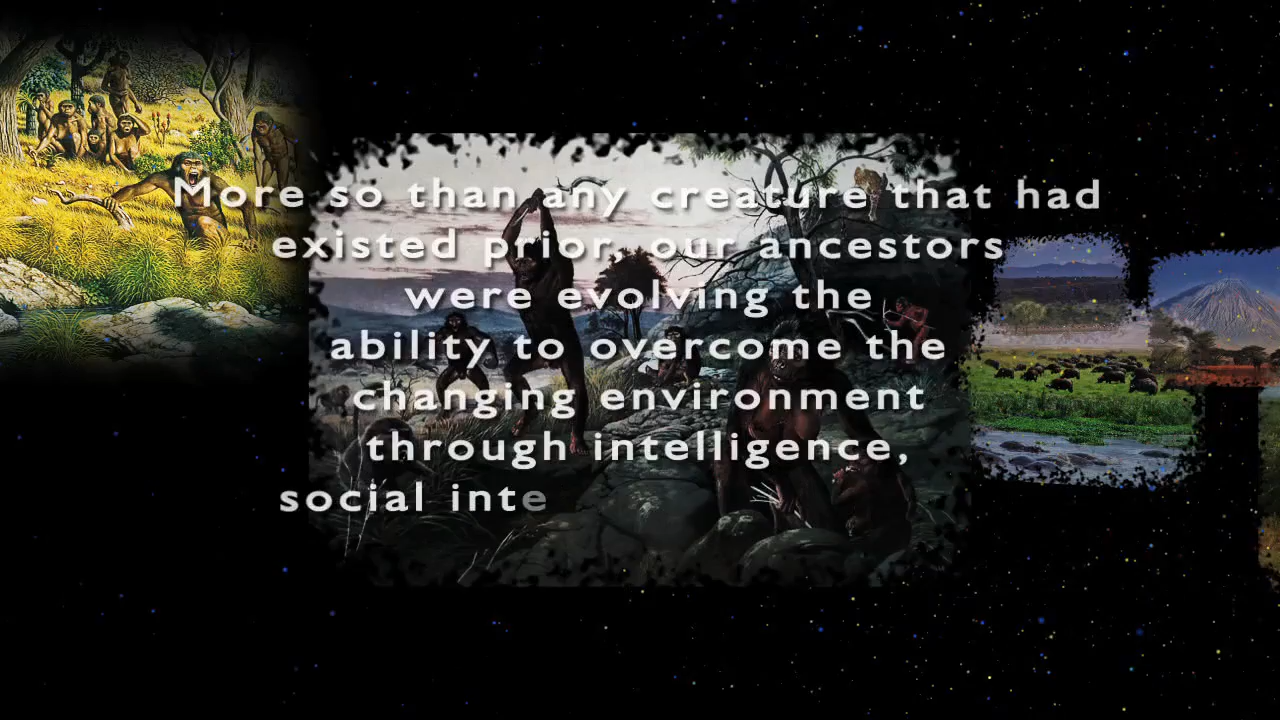 More so than any creature that had
existed prior, our ancestors
were evolving the
ability to overcome the
changing environment
through intelligence,
social inte